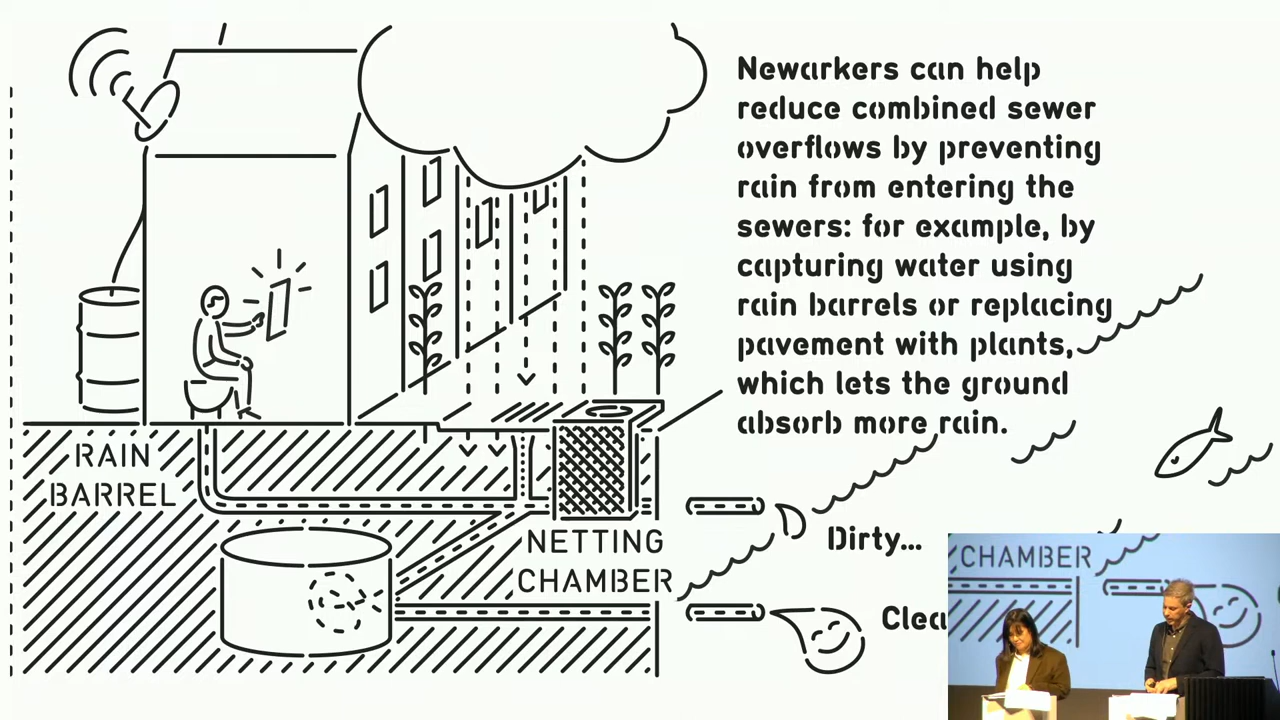 Newarkers can help
reduce combined sewer
overflows by preventing
rain from entering the
sewers: for example, by
capturing water using
rain barrels or replacing
pavement with plants,
which lets the ground
absorb more rain.
RAIN
BARREL
NETTING
CHAMBER
Dirty...
CHAMBER